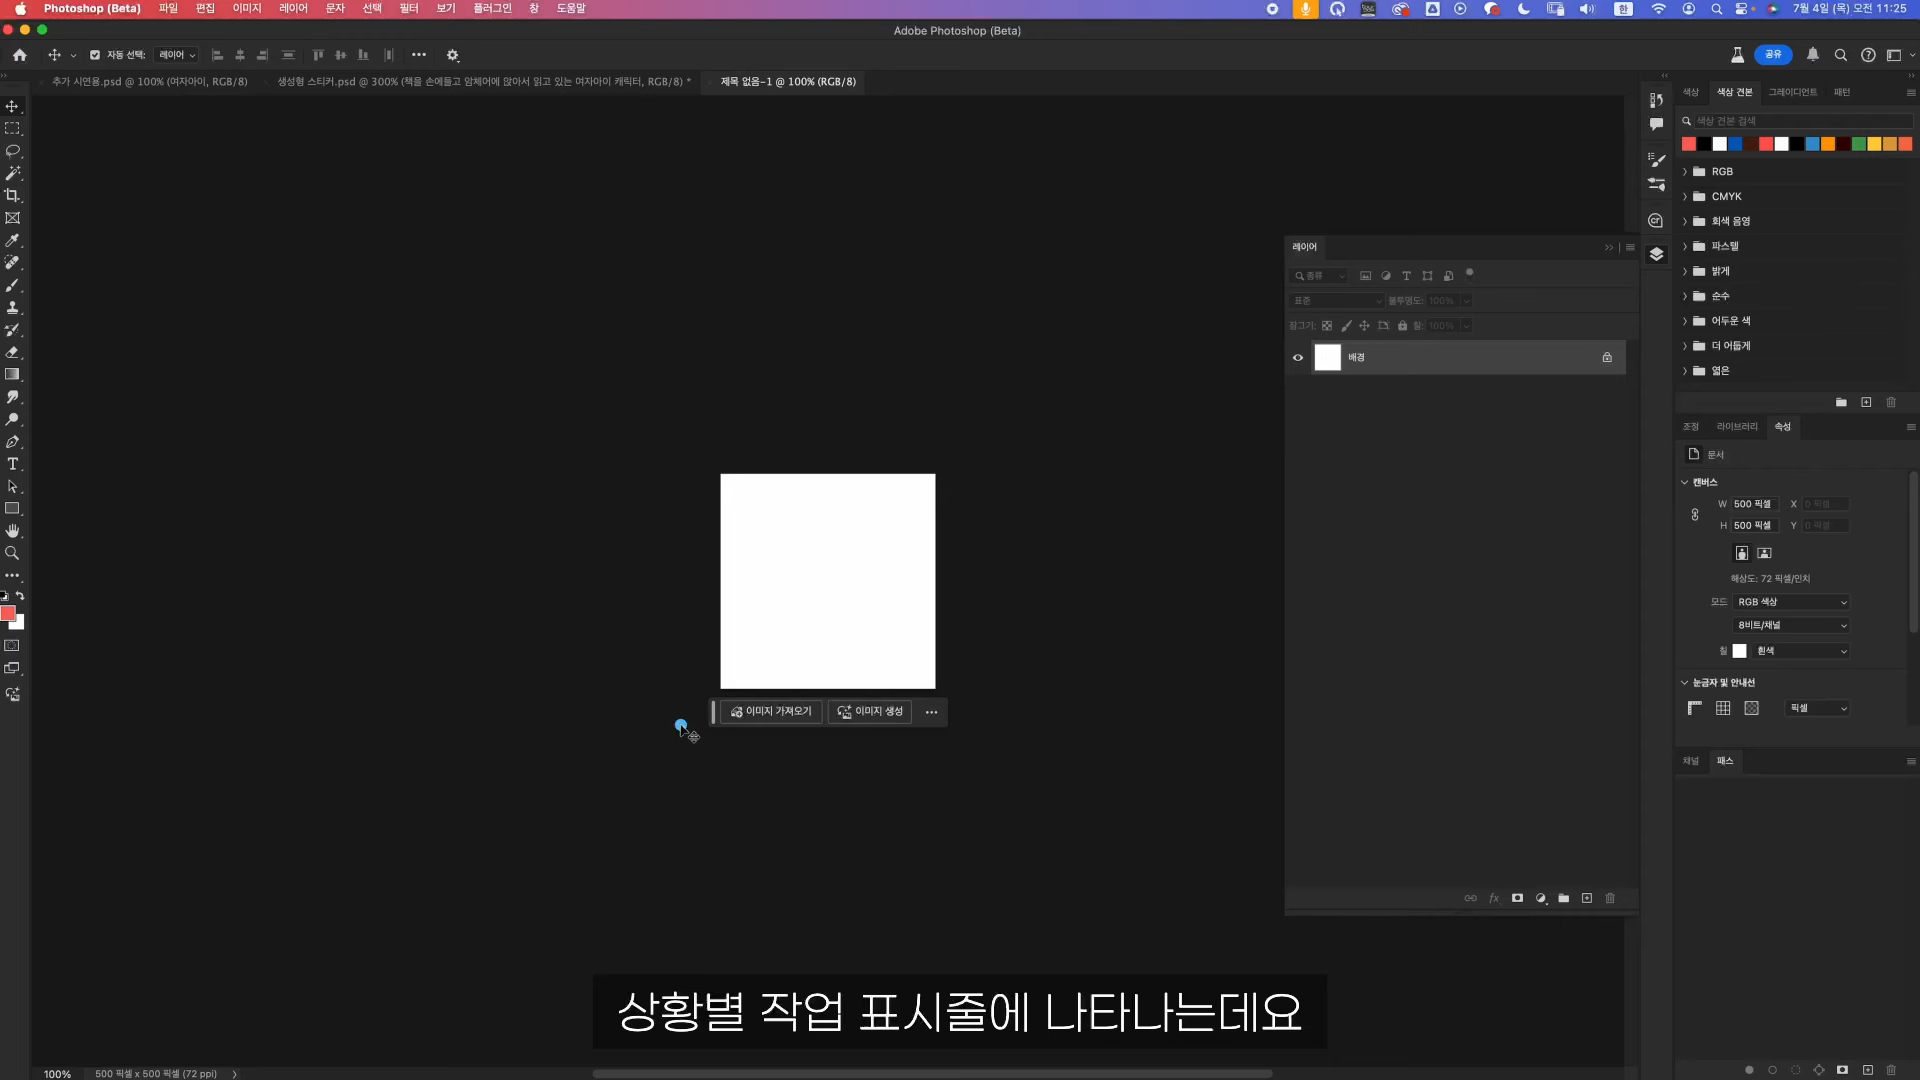 Photoshop (Beta) 파일 편집 이미지 레이어 문자 선택 필터 보기 플러그인 창 도움말 한 7월 4일 (목) 오전 11:25
Adobe Photoshop (Beta)
자동 선택: 레이어 공유
추가 시연용.psd @ 100% (여자아이, RGB/8) 생성형 스티커.psd @ 300% (책을 손에들고 암체어에 앉아서 읽고 있는 여자아이 캐릭터, RGB/8) * 제목 없음-1 @ 100% (RGB/8)
색상 색상 견본 그레이디언트 패턴
색상 견본 검색
RGB
CMYK
회색 음영
파스텔
밝게
순수
어두운 색
더 어둡게
옅은
레이어
종류
표준 불투명도: 100%
잠그기: 칠: 100%
배경
조정 라이브러리 속성
문서
캔버스
W 500 픽셀 X 0 픽셀
H 500 픽셀 Y 0 픽셀
해상도: 72 픽셀/인치
모드 RGB 색상
8비트/채널
칠 흰색
눈금자 및 안내선
픽셀
채널 패스
이미지 가져오기 이미지 생성
상황별 작업 표시줄에 나타나는데요
100% 500 픽셀 x 500 픽셀 (72 ppi)